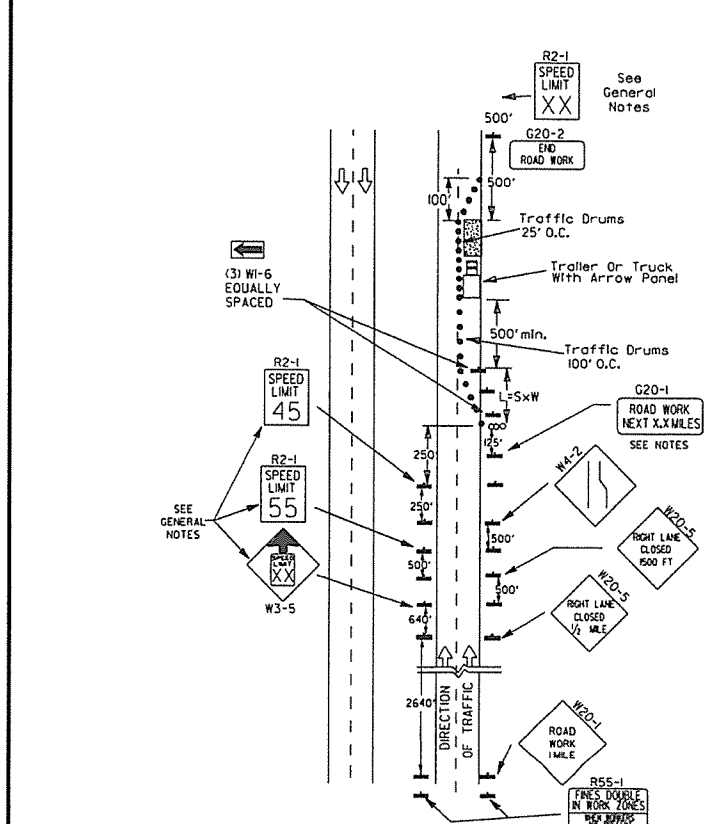 R2-1
SPEED
LIMIT
XX
See
General
Notes
500'
G20-2
END
ROAD WORK
500'
100'
Traffic Drums
25' O.C.
(3) W1-6
EQUALLY
SPACED
Trailer Or Truck
With Arrow Panel
500' min.
Traffic Drums
100' O.C.
R2-1
SPEED
LIMIT
45
L=S×W
G20-1
ROAD WORK
NEXT X.X MILES
SEE NOTES
125'
250'
W4-2
R2-1
SPEED
LIMIT
55
250'
SEE
GENERAL
NOTES
500'
500'
W20-5
RIGHT LANE
CLOSED
1500 FT
SPEED
LIMIT
XX
W3-5
500'
640'
W20-5
RIGHT LANE
CLOSED
1/2 MILE
2640'
DIRECTION
OF TRAFFIC
W20-1
ROAD
WORK
1 MILE
R55-1
FINES DOUBLE
IN WORK ZONES
WHEN WORKERS